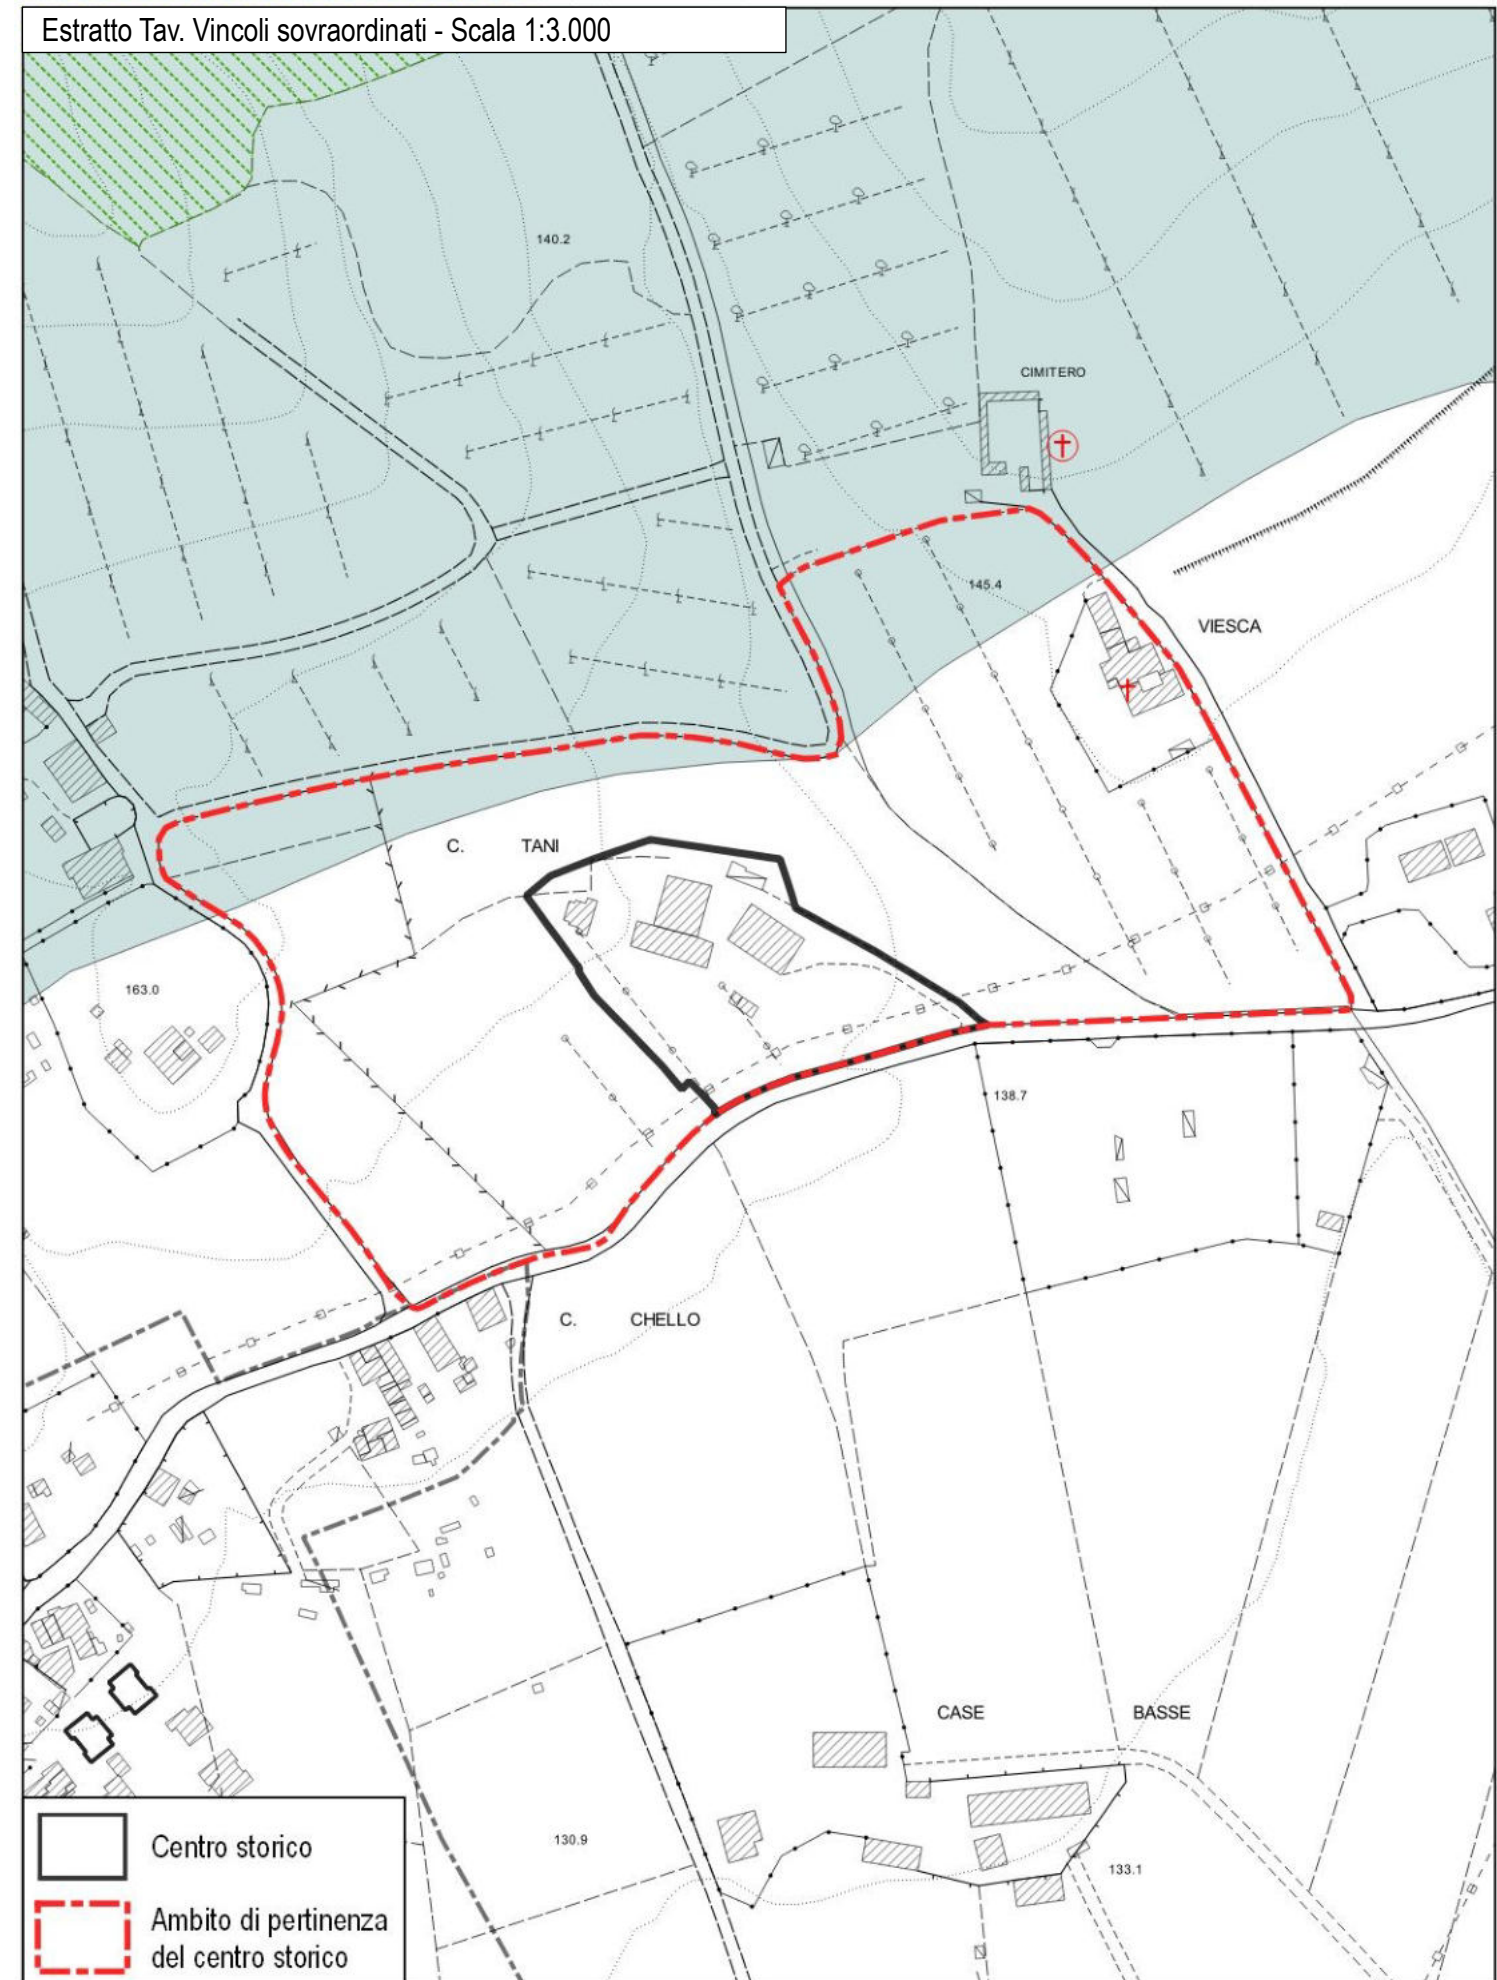 Estratto Tav. Vincoli sovraordinati - Scala 1:3.000
140.2
CIMITERO
145.4
VIESCA
C. TANI
163.0
138.7
C. CHELLO
CASE BASSE
130.9
133.1
Centro storico
Ambito di pertinenza
del centro storico